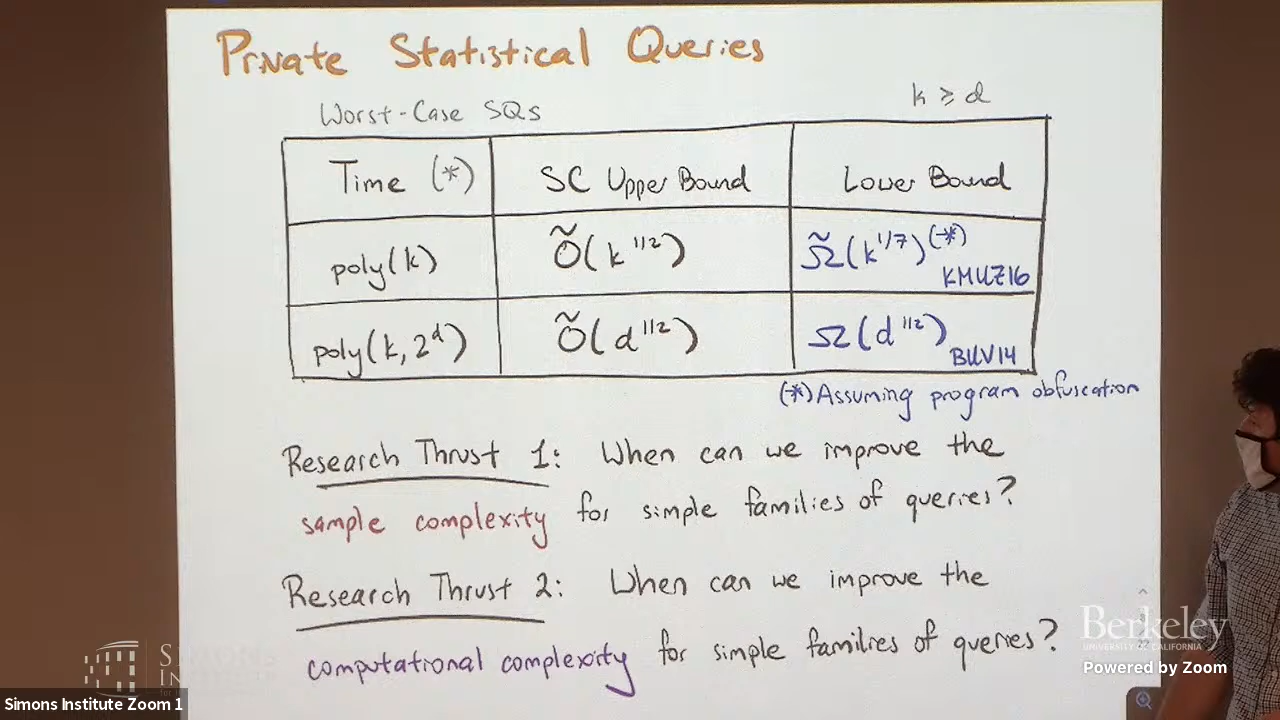 Private Statistical Queries
Worst-Case SQs
k ≥ d
Time (*)
SC Upper Bound
Lower Bound
poly(k)
Õ(k^{1/2})
Ω̃(k^{1/7})^{(*)}
KMUZ16
poly(k, 2^d)
Õ(d^{1/2})
Ω(d^{1/2})
BUV14
(*) Assuming program obfuscation
Research Thrust 1: When can we improve the
sample complexity for simple families of queries?
Research Thrust 2: When can we improve the
computational complexity for simple families of queries?
Berkeley
UNIVERSITY OF CALIFORNIA
Powered by Zoom
SIMONS
Simons Institute Zoom 1